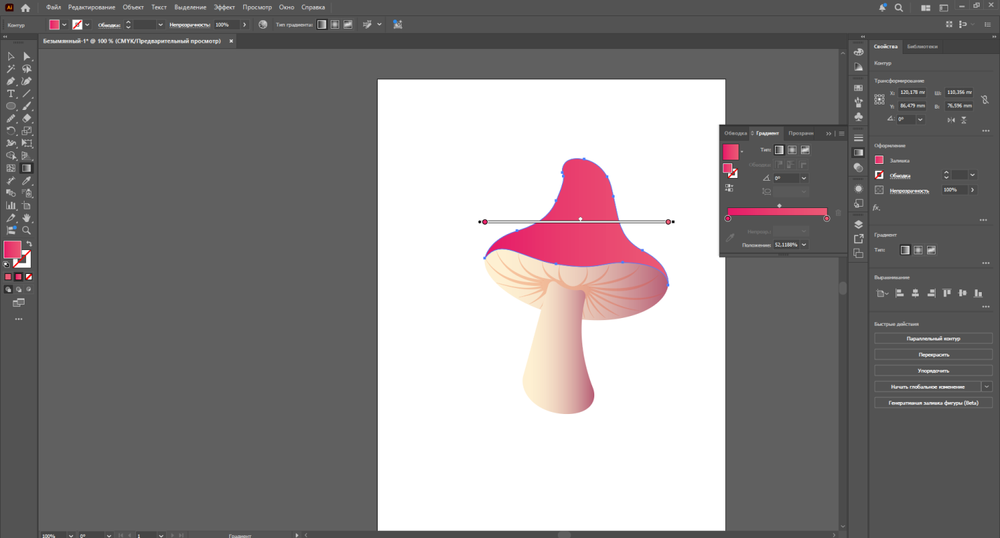 Ai Файл Редактирование Объект Текст Выделение Эффект Просмотр Окно Справка
Контур Обводка: Непрозрачность: 100% Тип градиента:
Безымянный-1* @ 100 % (CMYK/Предварительный просмотр) ×
Свойства Библиотеки
Контур
Трансформирование
X: 120,178 mm Ш: 110,356 mm
Y: 86,479 mm В: 76,596 mm
0°
Оформление
Заливка
Обводка
Непрозрачность 100%
fx.
Градиент
Тип:
Выравнивание
Быстрые действия
Параллельный контур
Перекрасить
Упорядочить
Начать глобальное изменение
Генеративная заливка фигуры (Beta)
Обводка Градиент Прозрачн
Тип:
Обводка:
0°
Непрозр.:
Положение: 52,1188%
100% 0° 1 Градиент